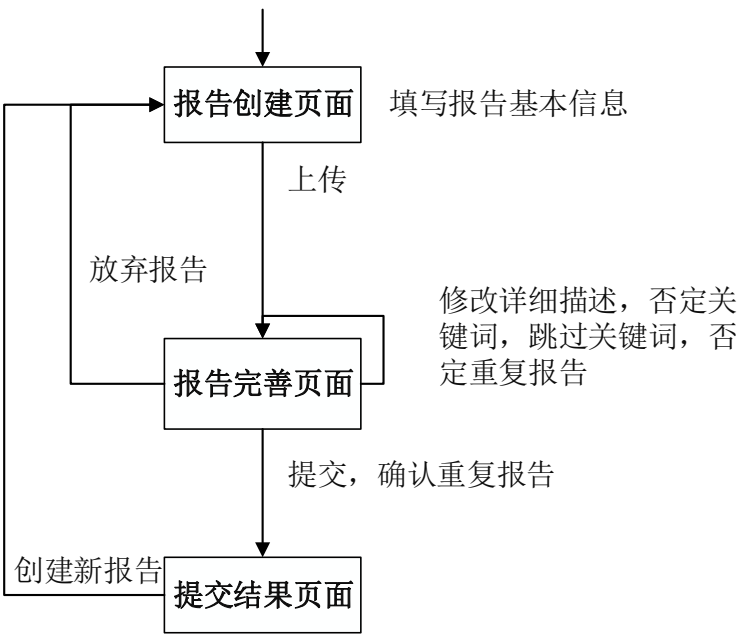 报告创建页面
填写报告基本信息
上传
放弃报告
修改详细描述，否定关
键词，跳过关键词，否
定重复报告
报告完善页面
提交，确认重复报告
创建新报告
提交结果页面